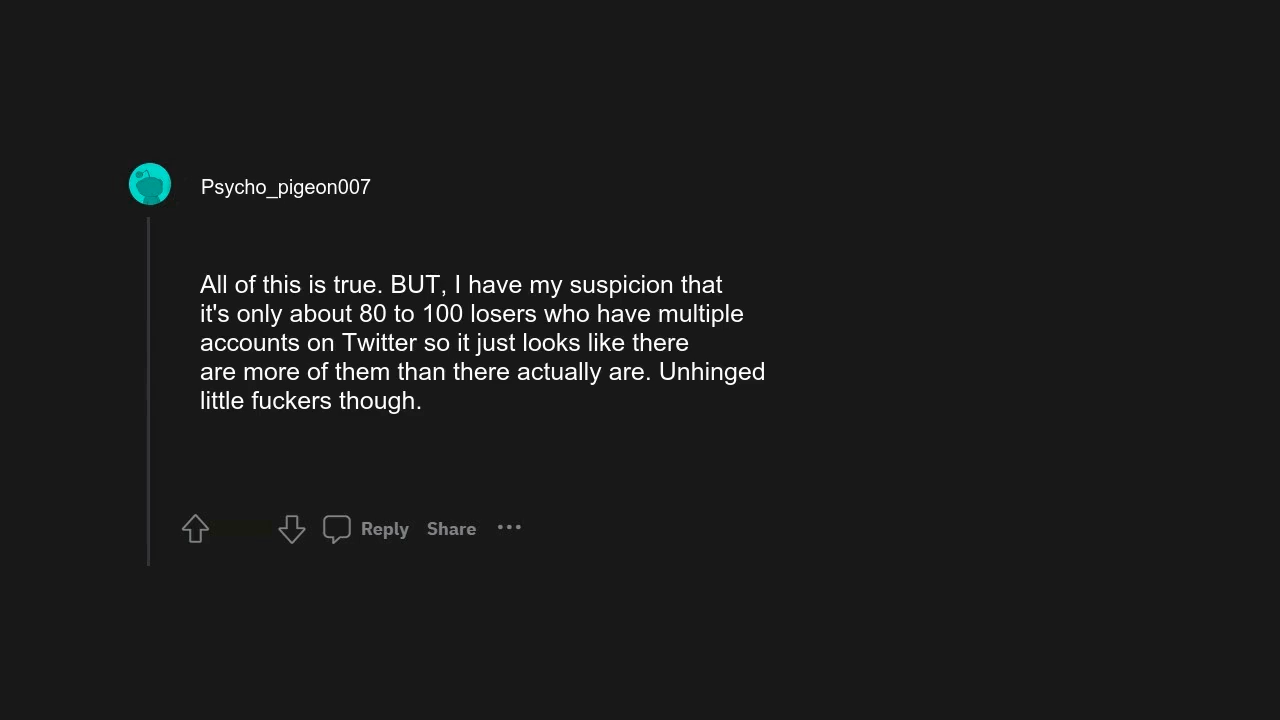 Psycho_pigeon007
All of this is true. BUT, I have my suspicion that
it's only about 80 to 100 losers who have multiple
accounts on Twitter so it just looks like there
are more of them than there actually are. Unhinged
little fuckers though.
Reply Share